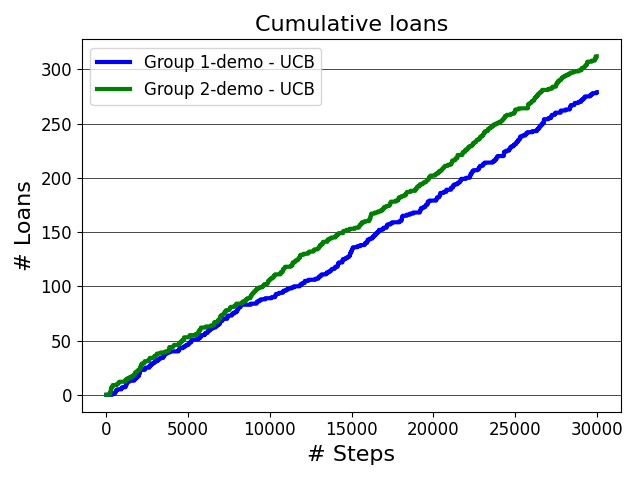 Cumulative loans
Group 1-demo - UCB
Group 2-demo - UCB
# Loans
300
250
200
150
100
50
0
0 5000 10000 15000 20000 25000 30000
# Steps